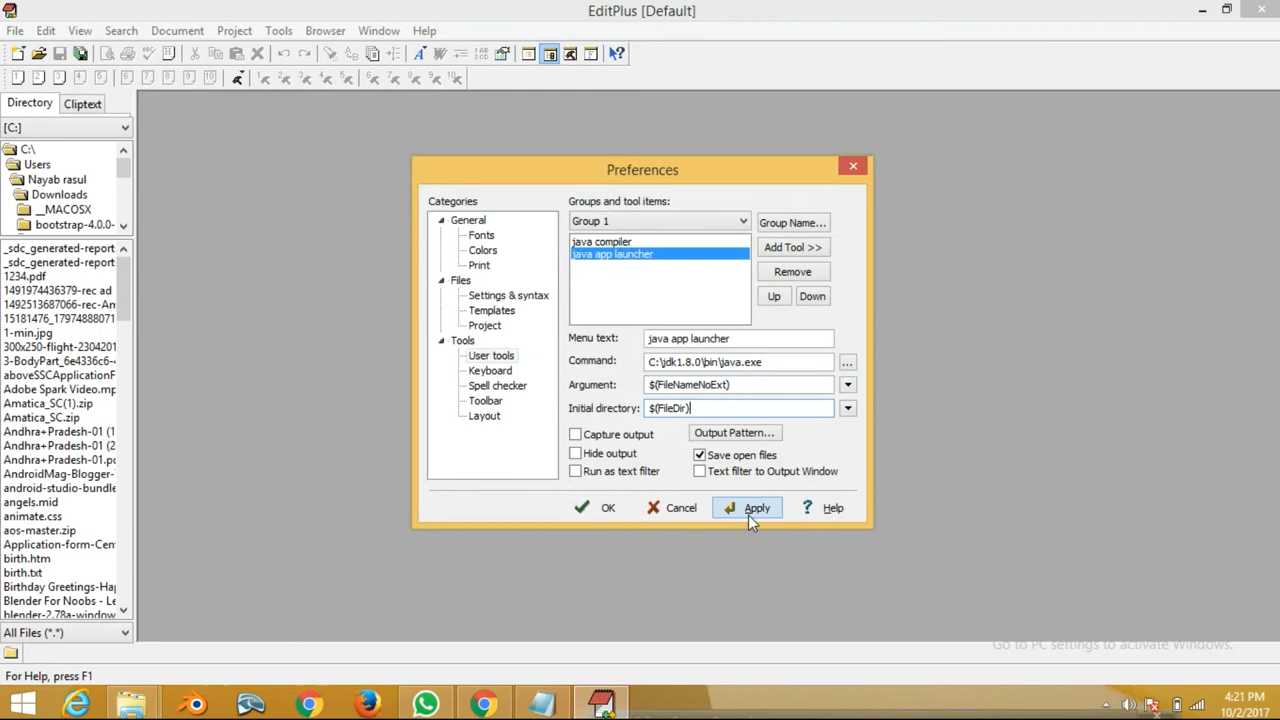 EditPlus [Default]
File Edit View Search Document Project Tools Browser Window Help
Directory Cliptext
[C:]
C:\
Users
Nayab rasul
Downloads
__MACOSX
bootstrap-4.0.0-
_sdc_generated-report
_sdc_generated-report
1234.pdf
1491974436379-rec ad
1492513687066-rec-Am
15181156_17974888071
1-min.jpg
300x250-flight-2304201
3-BodyPart_6e4336c6-4
aboveSSCApplicationF
Adobe Spark Video.mp
Amatica_SC(1).zip
Amatica_SC.zip
Andhra+Pradesh-01 (1
Andhra+Pradesh-01 (2
Andhra+Pradesh-01.pc
AndroidMag-Blogger-
android-studio-bundle
angels.mid
animate.css
aos-master.zip
Application-form-Cent
birth.htm
birth.txt
Birthday Greetings-Hap
Blender For Noobs - Le
blender-2.78a-window
All Files (*.*)
For Help, press F1
Preferences
Categories
General
Fonts
Colors
Print
Files
Settings & syntax
Templates
Project
Tools
User tools
Keyboard
Spell checker
Toolbar
Layout
Groups and tool items:
Group 1
Group Name...
java compiler
java app launcher
Add Tool >>
Remove
Up Down
Menu text: java app launcher
Command: C:\jdk1.8.0\bin\java.exe ...
Argument: $(FileNameNoExt)
Initial directory: $(FileDir)
Capture output Output Pattern...
Hide output Save open files
Run as text filter Text filter to Output Window
OK Cancel Apply Help
Go to PC settings to activate Windows.
4:21 PM
10/2/2017